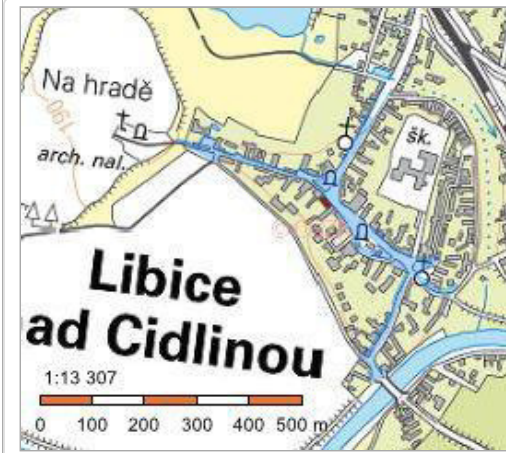 Na hradě
190
arch. nal.
šk.
Libice
ad Cidlinou
1:13 307
0 100 200 300 400 500 m